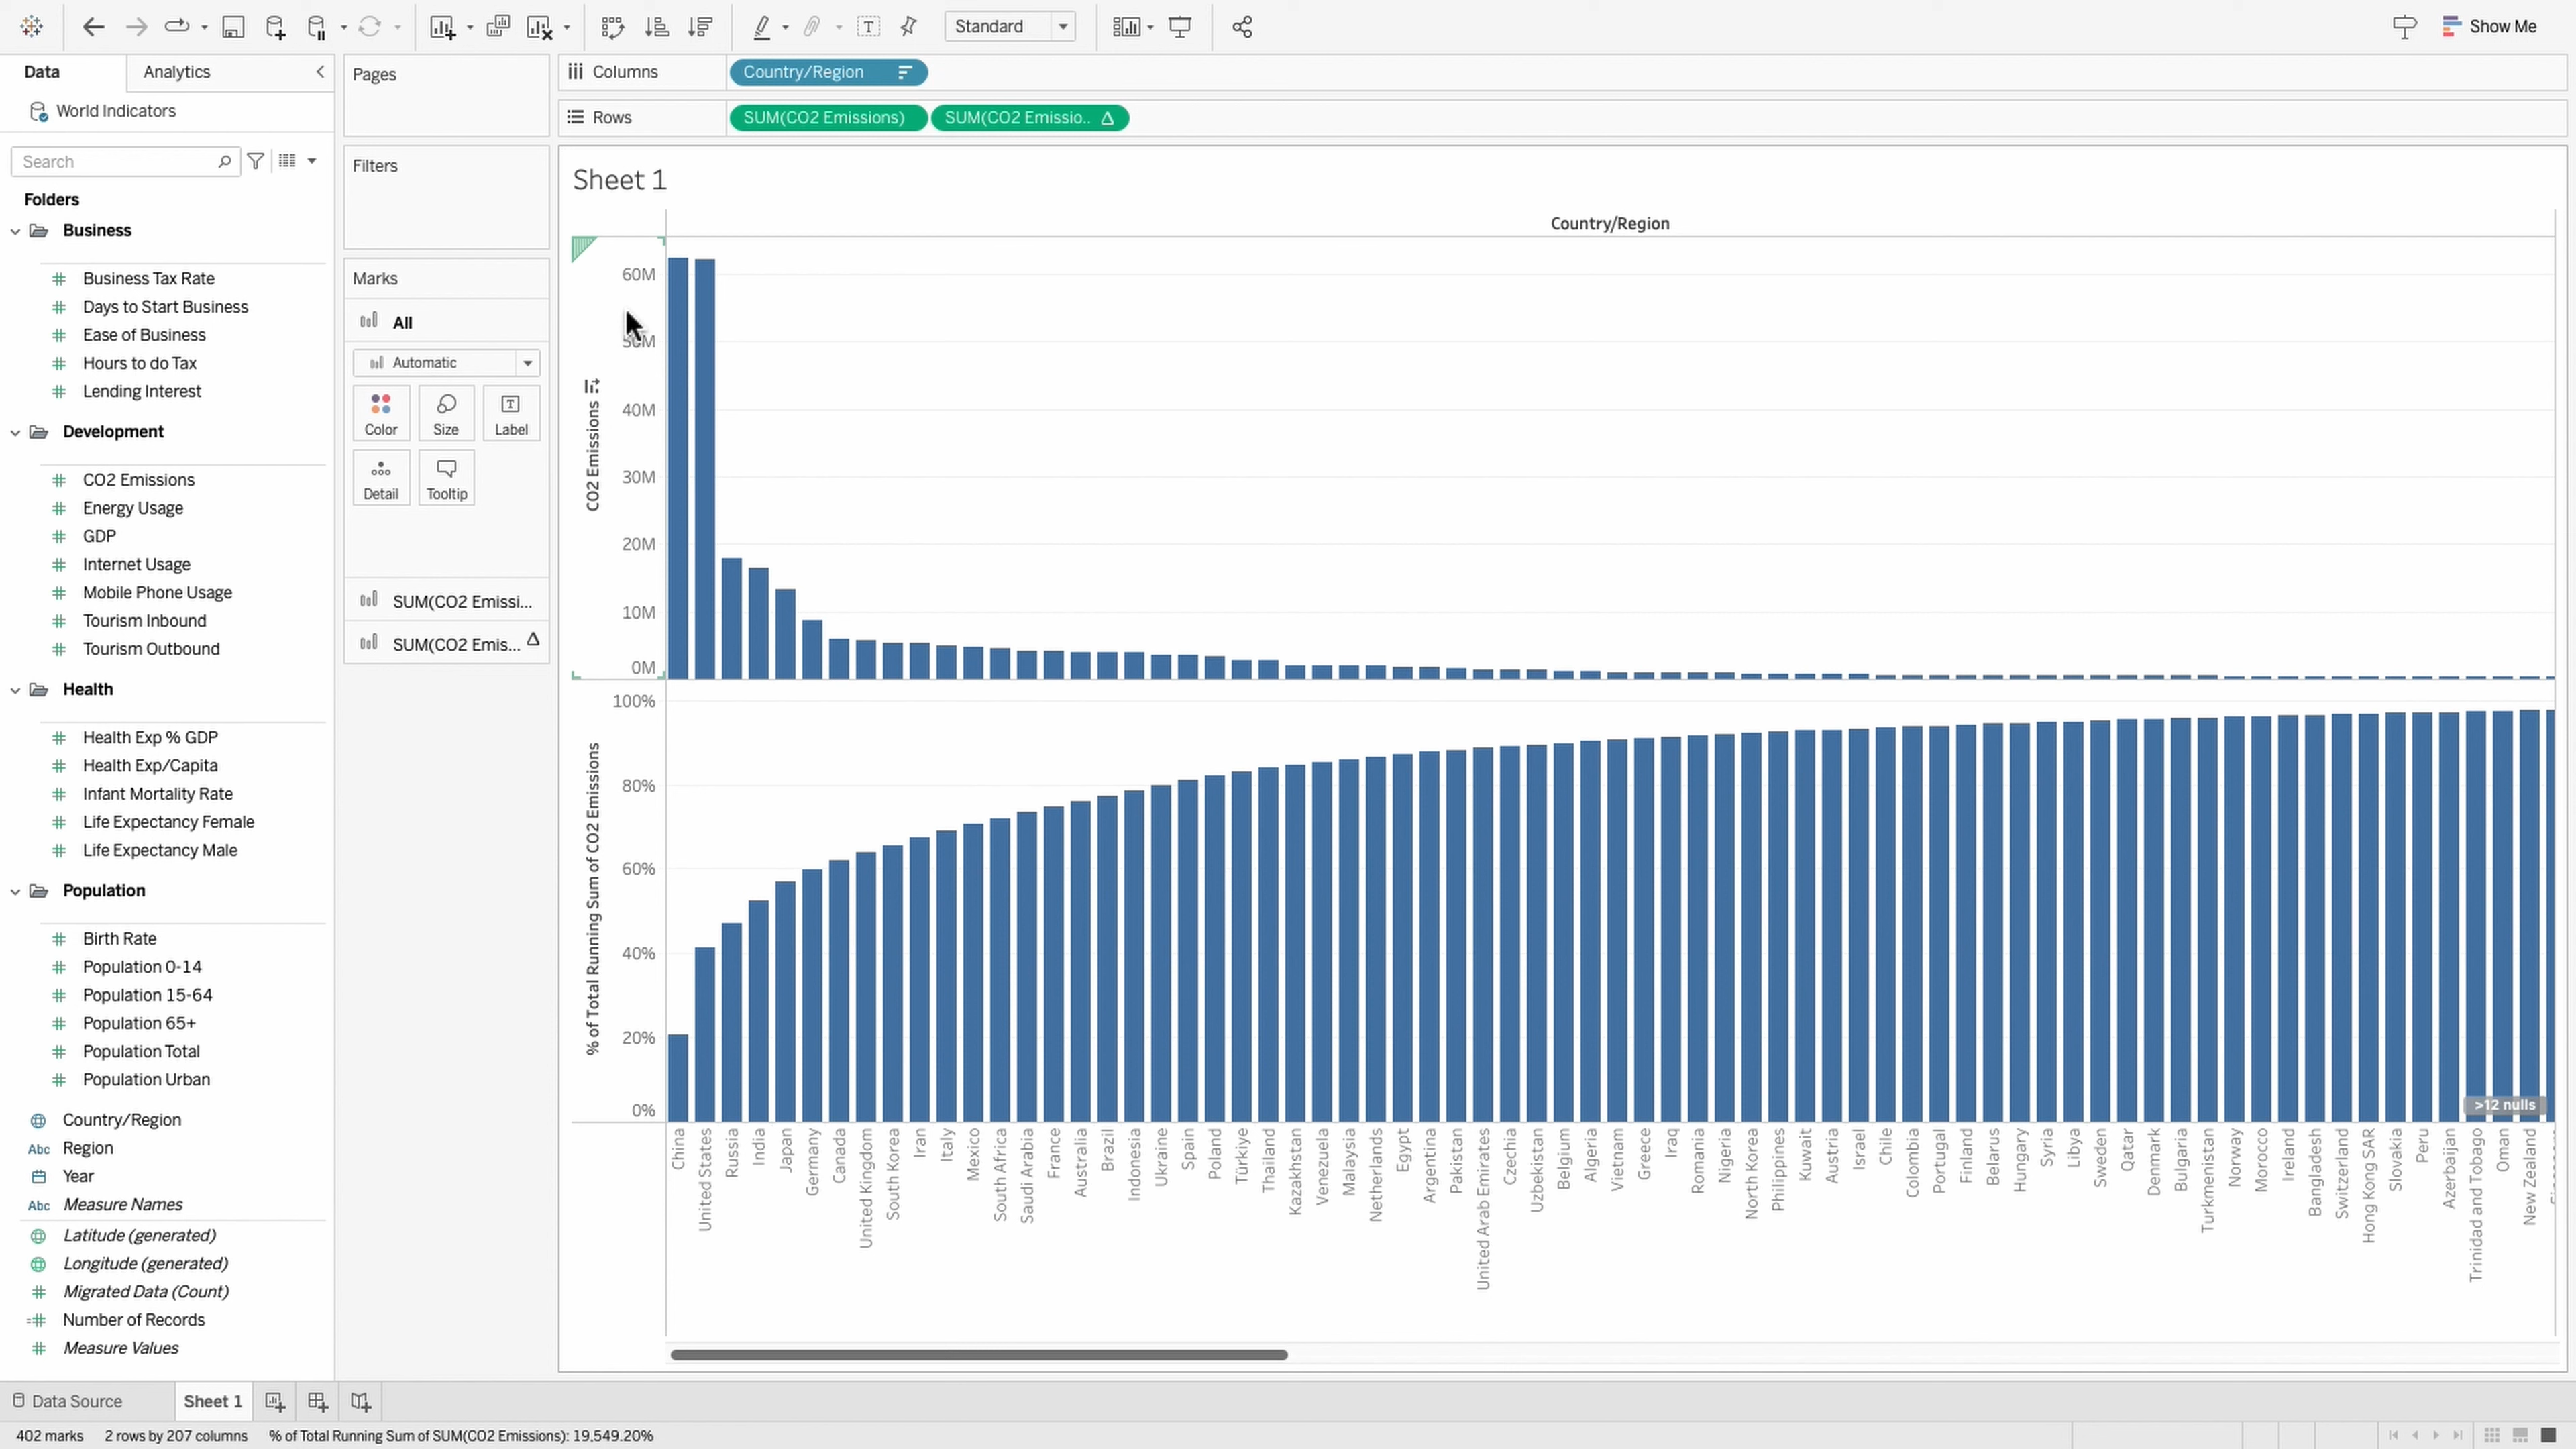 Standard
Show Me
Data
Analytics
World Indicators
Search
Folders
Business
Business Tax Rate
Days to Start Business
Ease of Business
Hours to do Tax
Lending Interest
Development
CO2 Emissions
Energy Usage
GDP
Internet Usage
Mobile Phone Usage
Tourism Inbound
Tourism Outbound
Health
Health Exp % GDP
Health Exp/Capita
Infant Mortality Rate
Life Expectancy Female
Life Expectancy Male
Population
Birth Rate
Population 0-14
Population 15-64
Population 65+
Population Total
Population Urban
Country/Region
Abc Region
Year
Abc Measure Names
Latitude (generated)
Longitude (generated)
Migrated Data (Count)
Number of Records
Measure Values
Pages
Filters
Marks
All
Automatic
Color
Size
Label
Detail
Tooltip
SUM(CO2 Emissi...
SUM(CO2 Emis...
Columns
Country/Region
Rows
SUM(CO2 Emissions)
SUM(CO2 Emissio..
Sheet 1
Country/Region
CO2 Emissions
60M
50M
40M
30M
20M
10M
0M
% of Total Running Sum of CO2 Emissions
100%
80%
60%
40%
20%
0%
>12 nulls
China
United States
Russia
India
Japan
Germany
Canada
United Kingdom
South Korea
Iran
Italy
Mexico
South Africa
Saudi Arabia
France
Australia
Brazil
Indonesia
Ukraine
Spain
Poland
Türkiye
Thailand
Kazakhstan
Venezuela
Malaysia
Netherlands
Egypt
Argentina
Pakistan
United Arab Emirates
Czechia
Uzbekistan
Belgium
Algeria
Vietnam
Greece
Iraq
Romania
Nigeria
North Korea
Philippines
Kuwait
Austria
Israel
Chile
Colombia
Portugal
Finland
Belarus
Hungary
Syria
Libya
Sweden
Qatar
Denmark
Bulgaria
Turkmenistan
Norway
Morocco
Ireland
Bangladesh
Switzerland
Hong Kong SAR
Slovakia
Peru
Azerbaijan
Trinidad and Tobago
Oman
New Zealand
Data Source
Sheet 1
402 marks
2 rows by 207 columns
% of Total Running Sum of SUM(CO2 Emissions): 19,549.20%